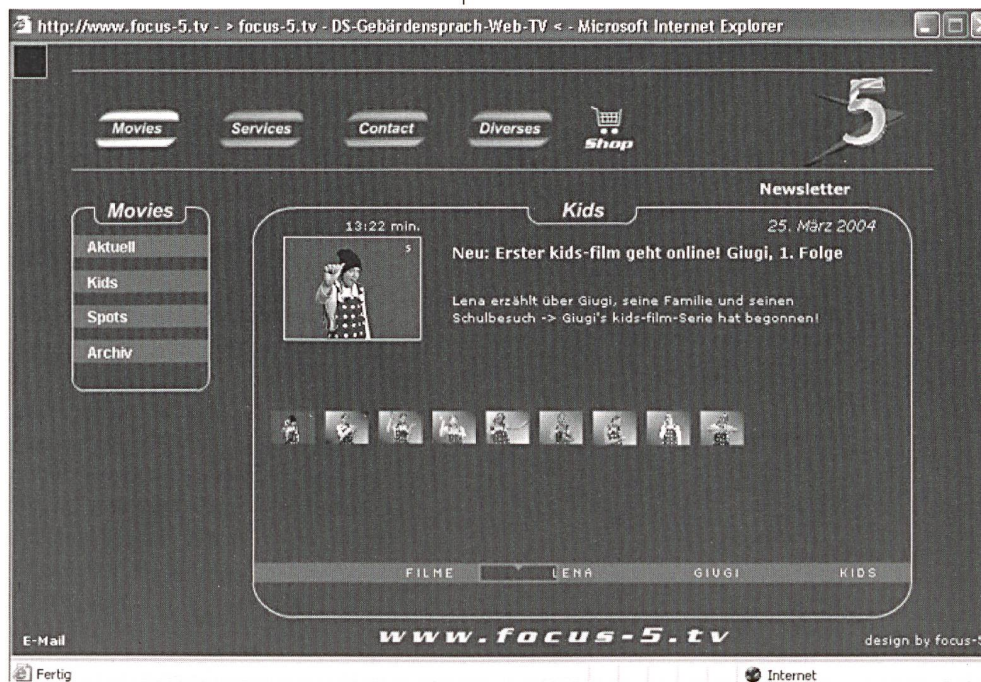 http://www.focus-5.tv - > focus-5.tv - DS-Gebärdensprach-Web-TV < - Microsoft Internet Explorer
Movies
Services
Contact
Diverses
Shop
5
Newsletter
Movies
Aktuell
Kids
Spots
Archiv
Kids
13:22 min.
25. März 2004
s
Neu: Erster kids-film geht online! Giugi, 1. Folge
Lena erzählt über Giugi, seine Familie und seinen
Schulbesuch -> Giugi's kids-film-Serie hat begonnen!
FILME
LENA
GIUGI
KIDS
E-Mail
www.focus-5.tv
design by focus-5
Fertig
Internet